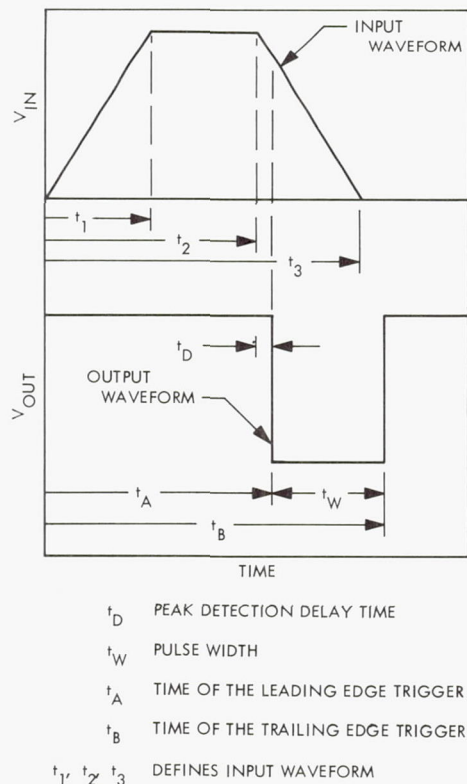 INPUT
WAVEFORM
V_IN
t_1
t_2
t_3
t_D
OUTPUT
WAVEFORM
V_OUT
t_A
t_W
t_B
TIME
t_D PEAK DETECTION DELAY TIME
t_W PULSE WIDTH
t_A TIME OF THE LEADING EDGE TRIGGER
t_B TIME OF THE TRAILING EDGE TRIGGER
t_1, t_2, t_3 DEFINES INPUT WAVEFORM